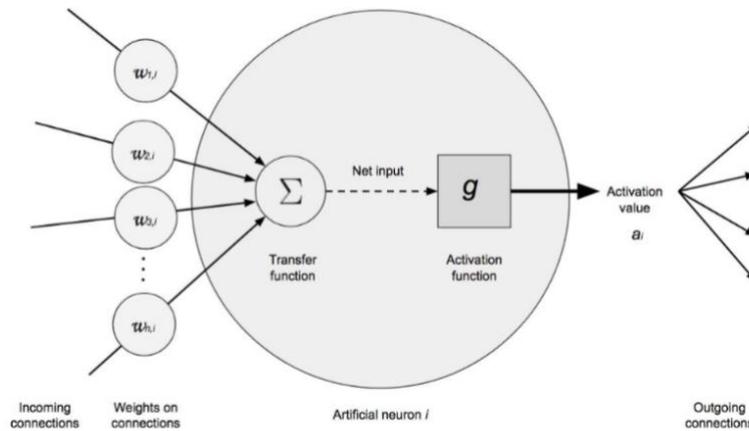 w1,i
w2,i
w3,i
wn,i
Σ
Net input
g
Transfer
function
Activation
function
Activation
value
ai
Incoming
connections
Weights on
connections
Artificial neuron i
Outgoing
connections